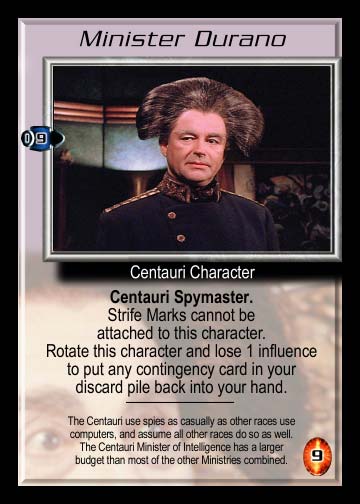 Minister Durano
9
Centauri Character
Centauri Spymaster.
Strife Marks cannot be
attached to this character.
Rotate this character and lose 1 influence
to put any contingency card in your
discard pile back into your hand.
The Centauri use spies as casually as other races use
computers, and assume all other races do so as well.
The Centauri Minister of Intelligence has a larger
budget than most of the other Ministries combined.
9